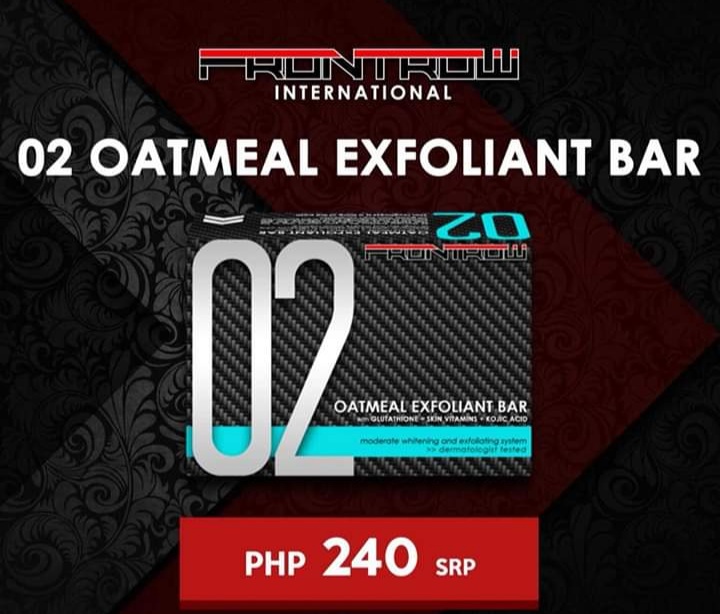 FRONTROW
INTERNATIONAL
02 OATMEAL EXFOLIANT BAR
02
FRONTROW
02
OATMEAL EXFOLIANT BAR
with GLUTATHIONE + SKIN VITAMINS + KOJIC ACID
moderate whitening and exfoliating system
>> dermatologist tested
PHP 240 SRP